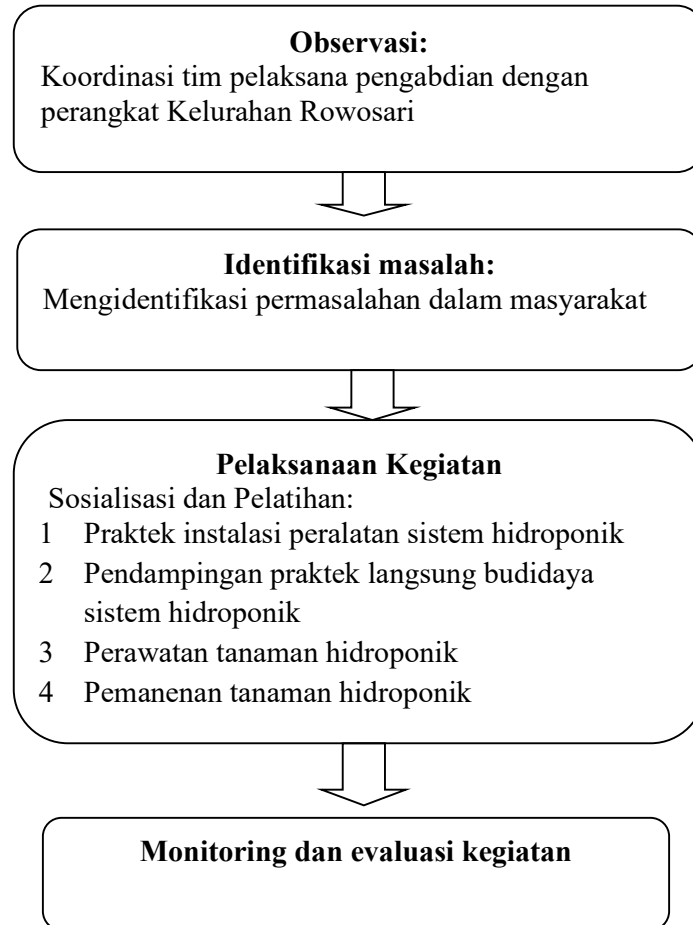 Observasi:
Koordinasi tim pelaksana pengabdian dengan
perangkat Kelurahan Rowosari
Identifikasi masalah:
Mengidentifikasi permasalahan dalam masyarakat
Pelaksanaan Kegiatan
Sosialisasi dan Pelatihan:
1 Praktek instalasi peralatan sistem hidroponik
2 Pendampingan praktek langsung budidaya
sistem hidroponik
3 Perawatan tanaman hidroponik
4 Pemanenan tanaman hidroponik
Monitoring dan evaluasi kegiatan